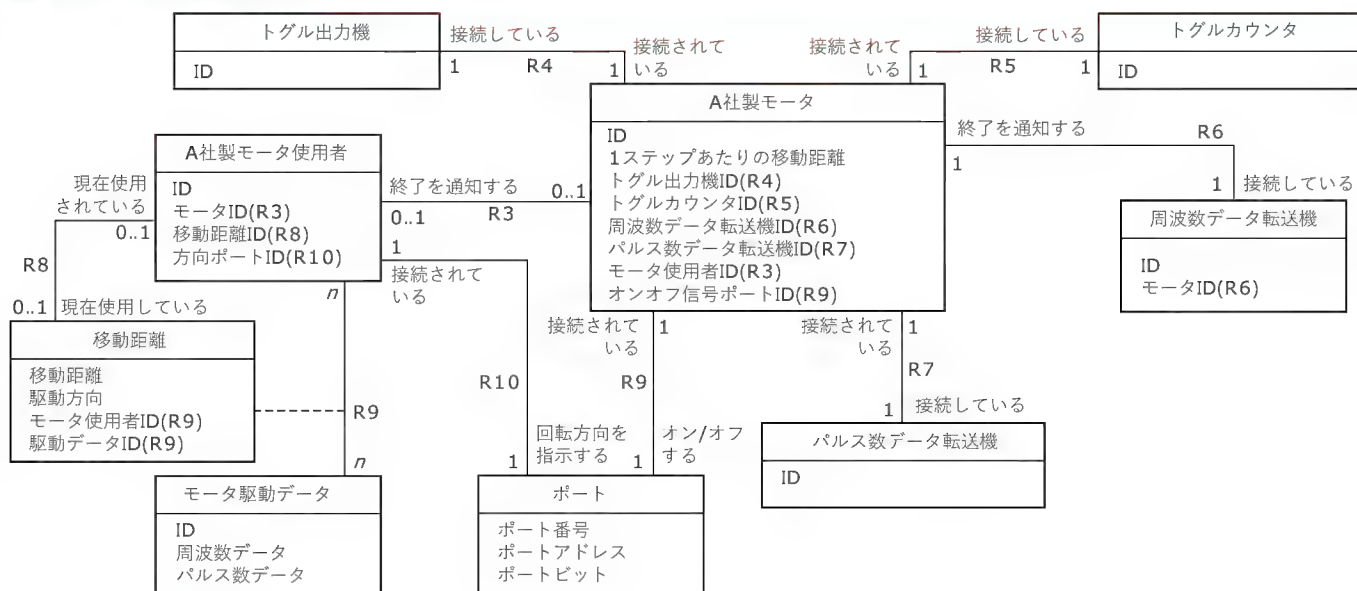 トグル出力機
ID
接続している
1
R4
接続されて
いる
1
接続されて
いる
1
接続している
R5
1
トグルカウンタ
ID
A社製モータ
ID
1ステップあたりの移動距離
トグル出力機ID(R4)
トグルカウンタID(R5)
周波数データ転送機ID(R6)
パルス数データ転送機ID(R7)
モータ使用者ID(R3)
オンオフ信号ポートID(R9)
終了を通知する
1
R6
1
接続している
周波数データ転送機
ID
モータID(R6)
A社製モータ使用者
ID
モータID(R3)
移動距離ID(R8)
方向ポートID(R10)
終了を通知する
0..1
R3
0..1
現在使用
されている
0..1
R8
0..1
現在使用している
1
接続されて
いる
n
移動距離
移動距離
駆動方向
モータ使用者ID(R9)
駆動データID(R9)
R9
n
モータ駆動データ
ID
周波数データ
パルス数データ
R10
回転方向を
指示する
1
接続されて
いる
1
R9
オン/オフ
する
1
ポート
ポート番号
ポートアドレス
ポートビット
接続されて
いる
1
R7
1
接続している
パルス数データ転送機
ID